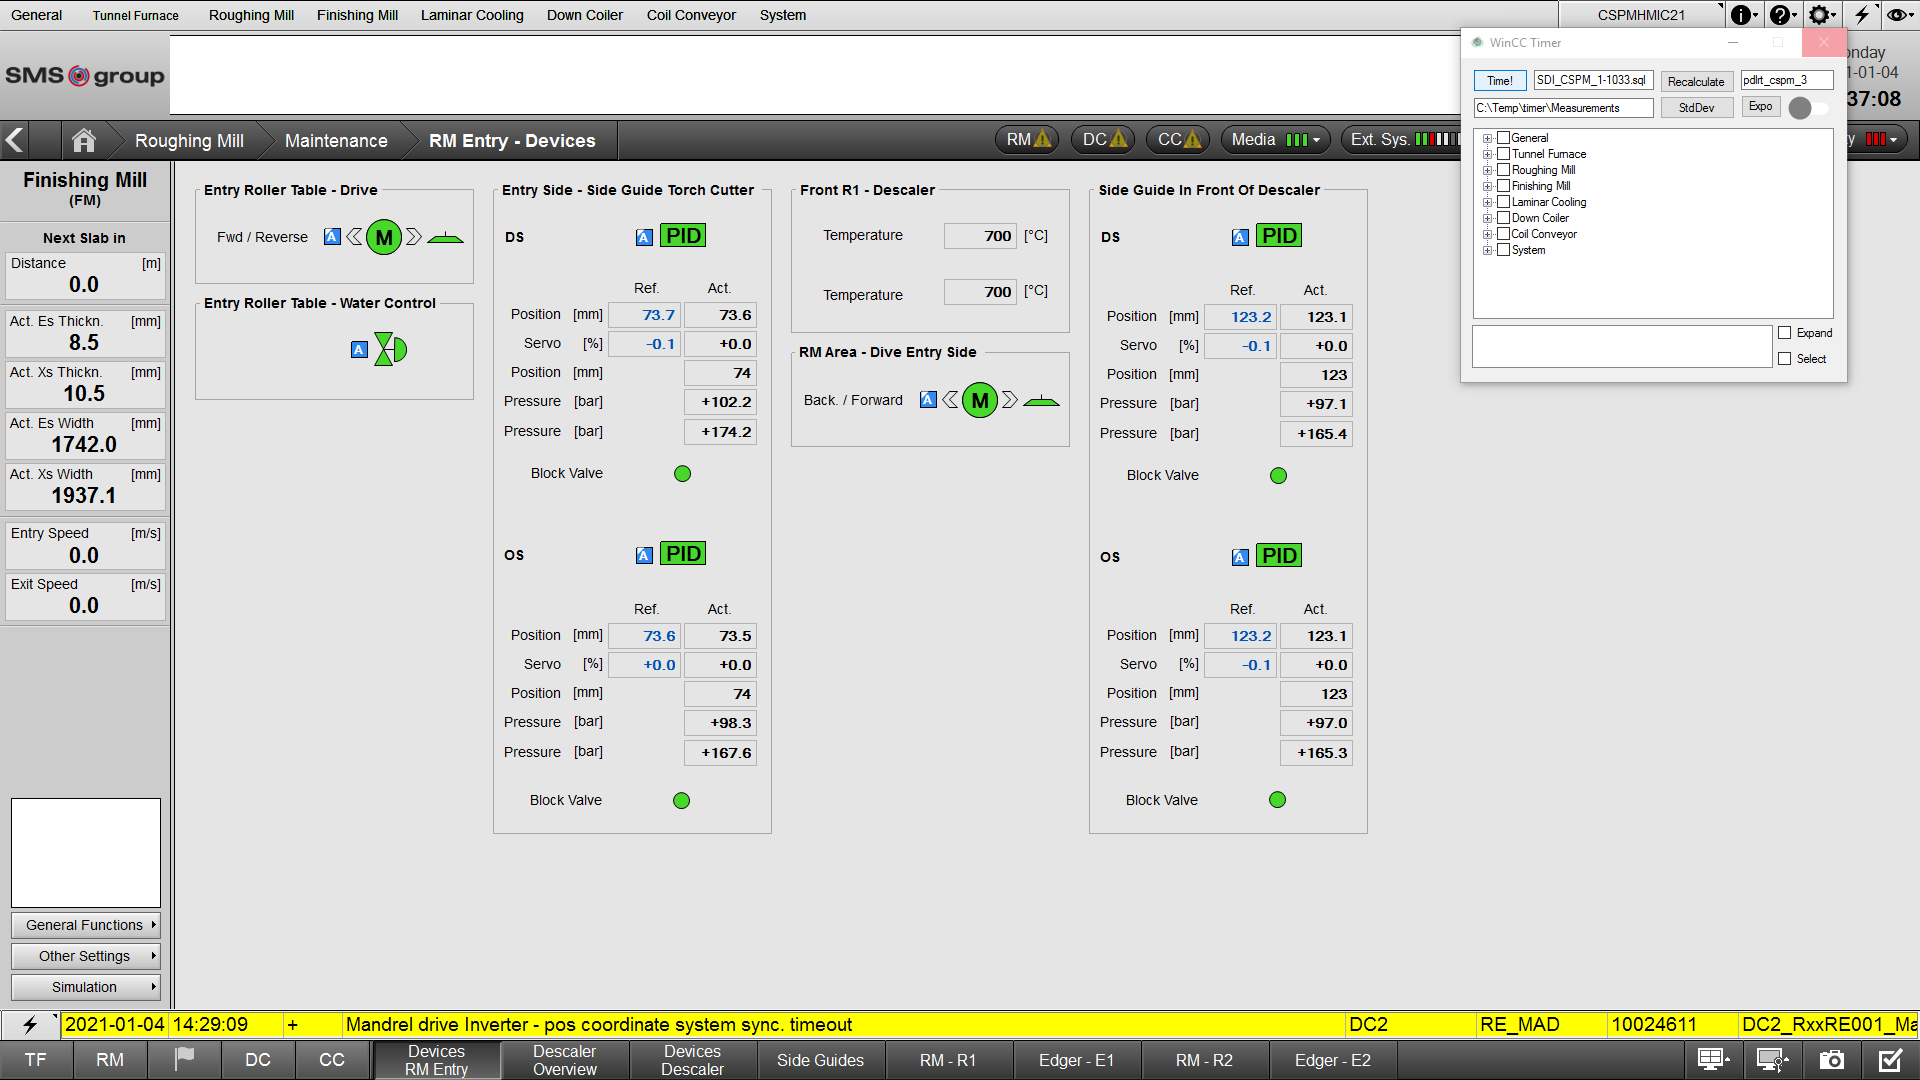 General Tunnel Furnace Roughing Mill Finishing Mill Laminar Cooling Down Coiler Coil Conveyor System CSPMHMIC21
SMS group
nday
1-01-04
37:08
Roughing Mill Maintenance RM Entry - Devices RM DC CC Media Ext. Sys. y
WinCC Timer
Time! SDI_CSPM_1-1033.sql Recalculate pdlrt_cspm_3
C:\Temp\timer\Measurements StdDev Expo
General
Tunnel Furnace
Roughing Mill
Finishing Mill
Laminar Cooling
Down Coiler
Coil Conveyor
System
Expand
Select
Finishing Mill
(FM)
Next Slab in
Distance [m]
0.0
Act. Es Thickn. [mm]
8.5
Act. Xs Thickn. [mm]
10.5
Act. Es Width [mm]
1742.0
Act. Xs Width [mm]
1937.1
Entry Speed [m/s]
0.0
Exit Speed [m/s]
0.0
General Functions
Other Settings
Simulation
Entry Roller Table - Drive
Fwd / Reverse A M
Entry Roller Table - Water Control
A
Entry Side - Side Guide Torch Cutter
DS A PID
Ref. Act.
Position [mm] 73.7 73.6
Servo [%] -0.1 +0.0
Position [mm] 74
Pressure [bar] +102.2
Pressure [bar] +174.2
Block Valve
OS A PID
Ref. Act.
Position [mm] 73.6 73.5
Servo [%] +0.0 +0.0
Position [mm] 74
Pressure [bar] +98.3
Pressure [bar] +167.6
Block Valve
Front R1 - Descaler
Temperature 700 [°C]
Temperature 700 [°C]
RM Area - Dive Entry Side
Back. / Forward A M
Side Guide In Front Of Descaler
DS A PID
Ref. Act.
Position [mm] 123.2 123.1
Servo [%] -0.1 +0.0
Position [mm] 123
Pressure [bar] +97.1
Pressure [bar] +165.4
Block Valve
OS A PID
Ref. Act.
Position [mm] 123.2 123.1
Servo [%] -0.1 +0.0
Position [mm] 123
Pressure [bar] +97.0
Pressure [bar] +165.3
Block Valve
2021-01-04 14:29:09 + Mandrel drive Inverter - pos coordinate system sync. timeout DC2 RE_MAD 10024611 DC2_RxxRE001_Ma
TF RM DC CC Devices RM Entry Descaler Overview Devices Descaler Side Guides RM - R1 Edger - E1 RM - R2 Edger - E2